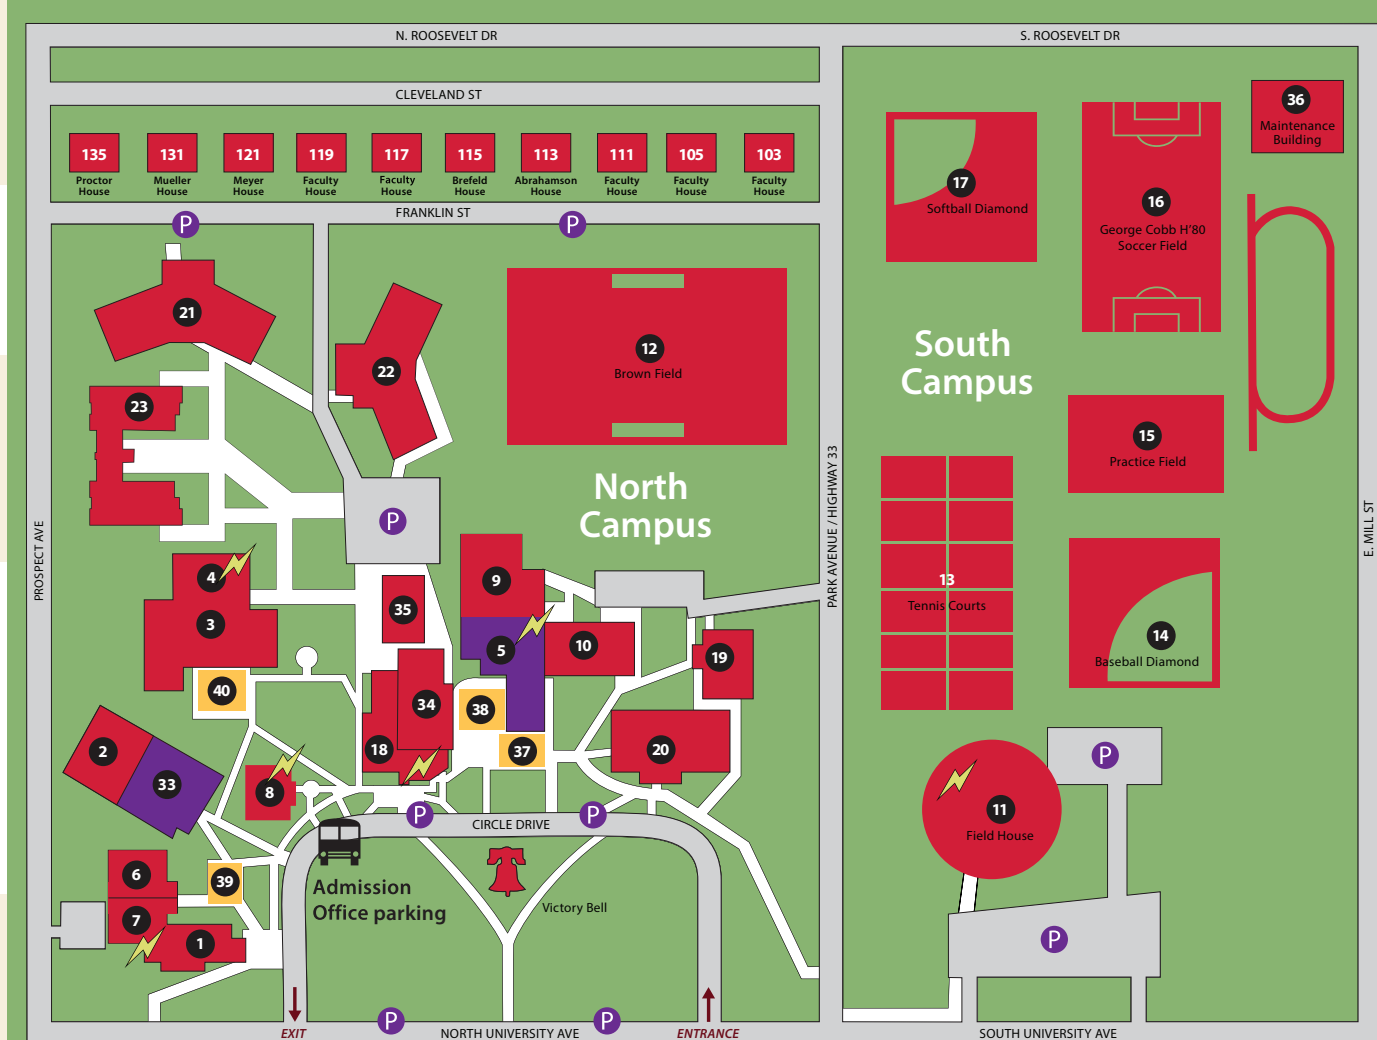 N. ROOSEVELT DR
S. ROOSEVELT DR
CLEVELAND ST
135
Proctor
House
131
Mueller
House
121
Meyer
House
119
Faculty
House
117
Faculty
House
115
Brefeld
House
113
Abrahamson
House
111
Faculty
House
105
Faculty
House
103
Faculty
House
FRANKLIN ST
P
P
36
Maintenance
Building
17
Softball Diamond
16
George Cobb H'80
Soccer Field
21
22
23
12
Brown Field
South
Campus
15
Practice Field
North
Campus
P
PROSPECT AVE
PARK AVENUE / HIGHWAY 33
E. MILL ST
4
3
35
9
5
10
19
13
Tennis Courts
14
Baseball Diamond
40
38
34
18
37
20
2
33
8
P
P
CIRCLE DRIVE
P
11
Field House
6
39
7
1
Admission
Office parking
Victory Bell
P
P
P
EXIT
NORTH UNIVERSITY AVE
ENTRANCE
SOUTH UNIVERSITY AVE